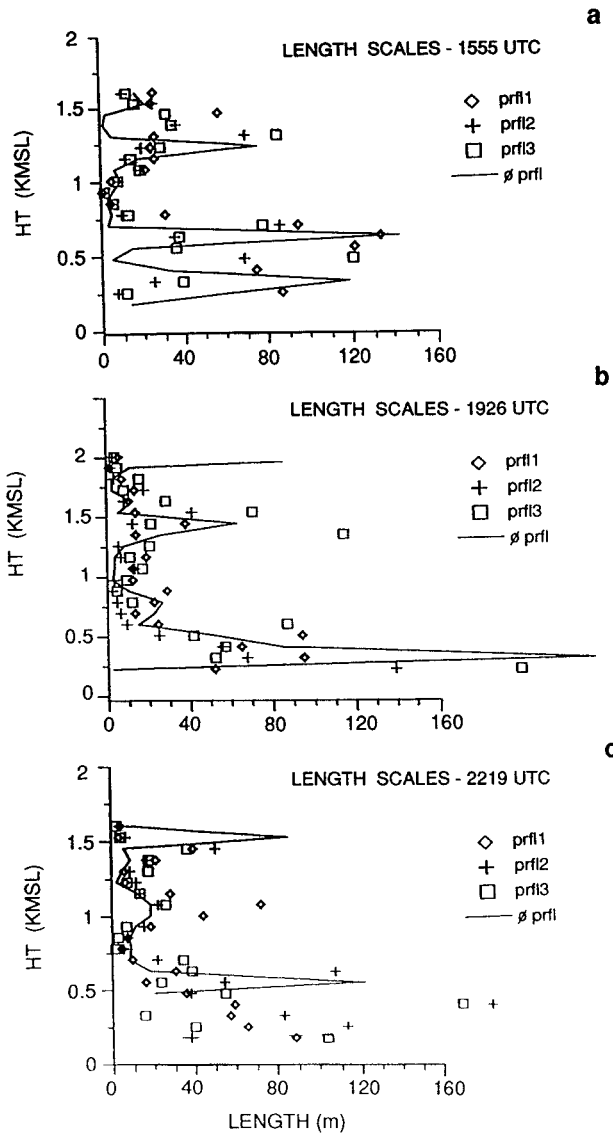 a
LENGTH SCALES - 1555 UTC
HT (KMSL)
2
1.5
1
0.5
0
0 40 80 120 160
prfl1
prfl2
prfl3
ø prfl
b
LENGTH SCALES - 1926 UTC
HT (KMSL)
2
1.5
1
0.5
0
0 40 80 120 160
prfl1
prfl2
prfl3
ø prfl
c
LENGTH SCALES - 2219 UTC
HT (KMSL)
2
1.5
1
0.5
0
0 40 80 120 160
prfl1
prfl2
prfl3
ø prfl
LENGTH (m)